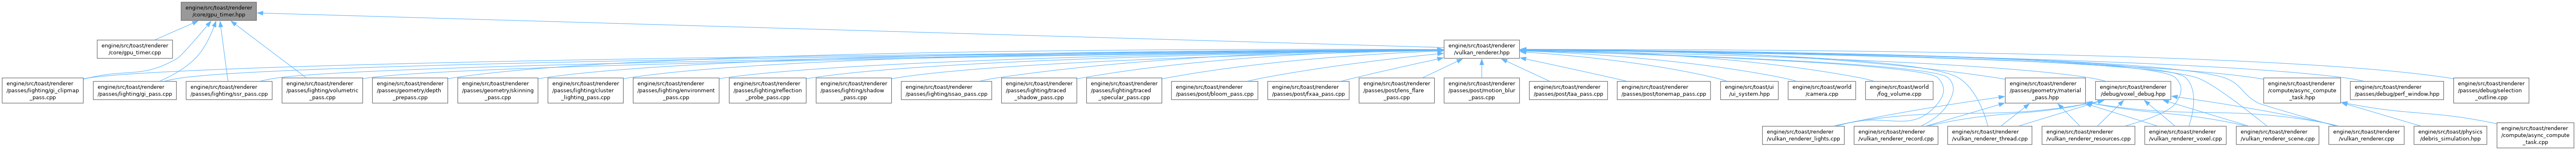 engine/src/toast/renderer
/core/gpu_timer.hpp
engine/src/toast/renderer
/core/gpu_timer.cpp
engine/src/toast/renderer
/vulkan_renderer.hpp
engine/src/toast/renderer
/passes/lighting/gi_clipmap
_pass.cpp
engine/src/toast/renderer
/passes/lighting/gi_pass.cpp
engine/src/toast/renderer
/passes/lighting/ssr_pass.cpp
engine/src/toast/renderer
/passes/lighting/volumetric
_pass.cpp
engine/src/toast/renderer
/passes/geometry/depth
_prepass.cpp
engine/src/toast/renderer
/passes/geometry/skinning
_pass.cpp
engine/src/toast/renderer
/passes/lighting/cluster
_lighting_pass.cpp
engine/src/toast/renderer
/passes/lighting/environment
_pass.cpp
engine/src/toast/renderer
/passes/lighting/reflection
_probe_pass.cpp
engine/src/toast/renderer
/passes/lighting/shadow
_pass.cpp
engine/src/toast/renderer
/passes/lighting/ssao_pass.cpp
engine/src/toast/renderer
/passes/lighting/traced
_shadow_pass.cpp
engine/src/toast/renderer
/passes/lighting/traced
_specular_pass.cpp
engine/src/toast/renderer
/passes/post/bloom_pass.cpp
engine/src/toast/renderer
/passes/post/fxaa_pass.cpp
engine/src/toast/renderer
/passes/post/lens_flare
_pass.cpp
engine/src/toast/renderer
/passes/post/motion_blur
_pass.cpp
engine/src/toast/renderer
/passes/post/taa_pass.cpp
engine/src/toast/renderer
/passes/post/tonemap_pass.cpp
engine/src/toast/ui
/ui_system.hpp
engine/src/toast/world
/camera.cpp
engine/src/toast/world
/fog_volume.cpp
engine/src/toast/renderer
/passes/geometry/material
_pass.hpp
engine/src/toast/renderer
/debug/voxel_debug.hpp
engine/src/toast/renderer
/compute/async_compute
_task.hpp
engine/src/toast/renderer
/passes/debug/perf_window.hpp
engine/src/toast/renderer
/passes/debug/selection
_outline.cpp
engine/src/toast/renderer
/vulkan_renderer_lights.cpp
engine/src/toast/renderer
/vulkan_renderer_record.cpp
engine/src/toast/renderer
/vulkan_renderer_thread.cpp
engine/src/toast/renderer
/vulkan_renderer_resources.cpp
engine/src/toast/renderer
/vulkan_renderer_voxel.cpp
engine/src/toast/renderer
/vulkan_renderer_scene.cpp
engine/src/toast/renderer
/vulkan_renderer.cpp
engine/src/toast/physics
/debris_simulation.hpp
engine/src/toast/renderer
/compute/async_compute
_task.cpp